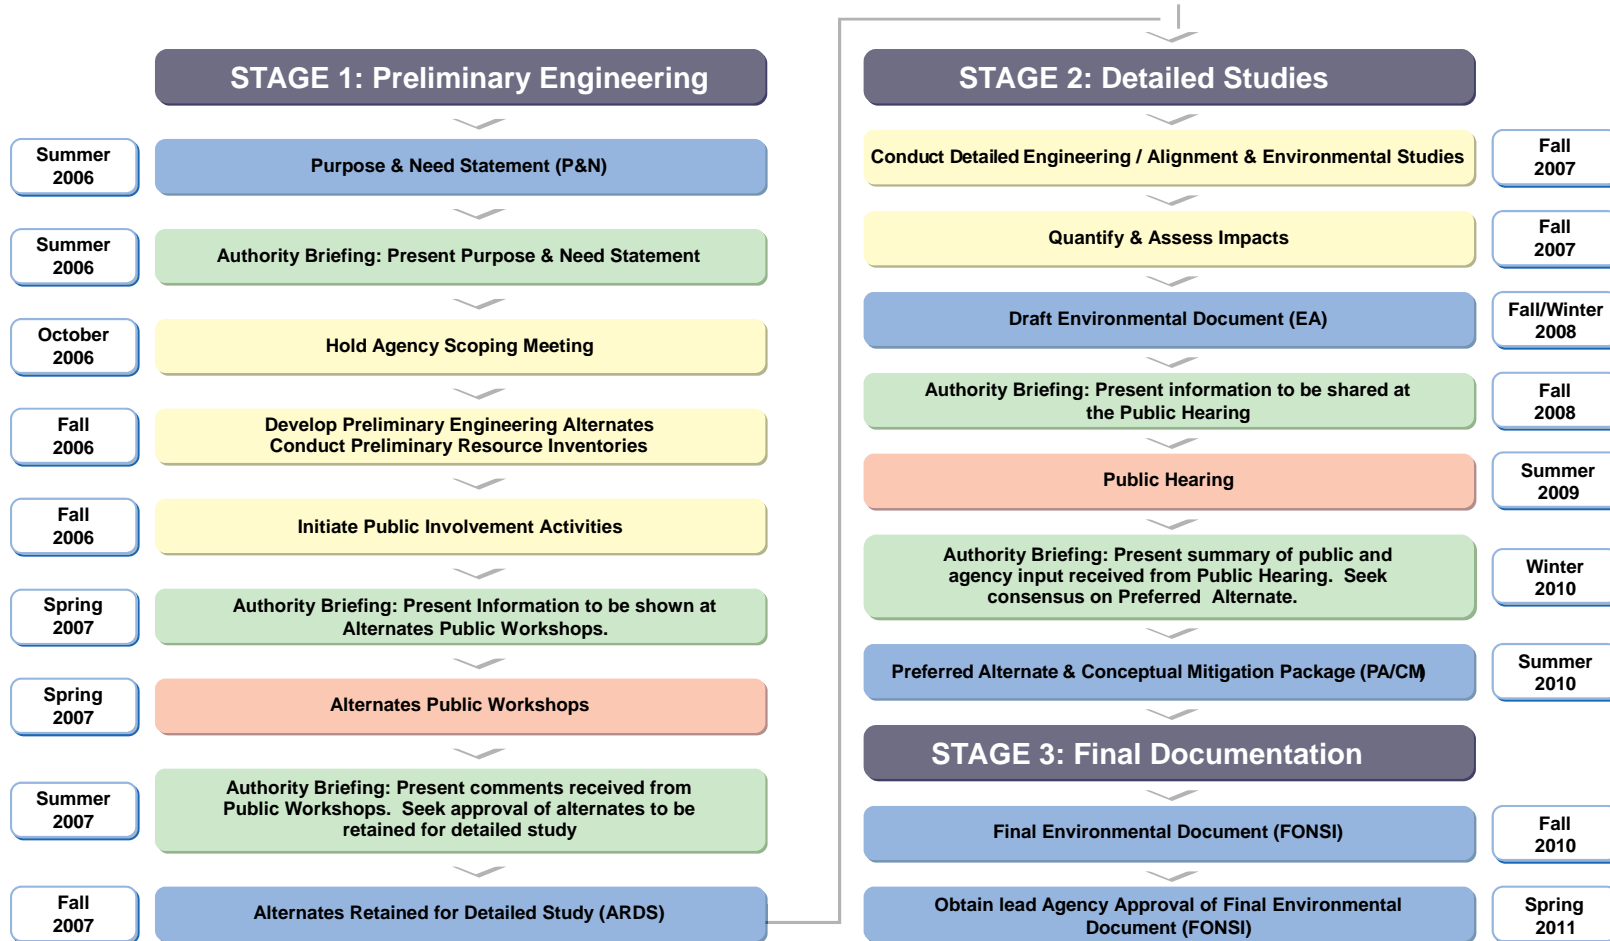 STAGE 1: Preliminary Engineering
Summer
2006
Purpose & Need Statement (P&N)
Summer
2006
Authority Briefing: Present Purpose & Need Statement
October
2006
Hold Agency Scoping Meeting
Fall
2006
Develop Preliminary Engineering Alternates
Conduct Preliminary Resource Inventories
Fall
2006
Initiate Public Involvement Activities
Spring
2007
Authority Briefing: Present Information to be shown at
Alternates Public Workshops.
Spring
2007
Alternates Public Workshops
Summer
2007
Authority Briefing: Present comments received from
Public Workshops. Seek approval of alternates to be
retained for detailed study
Fall
2007
Alternates Retained for Detailed Study (ARDS)
STAGE 2: Detailed Studies
Conduct Detailed Engineering / Alignment & Environmental Studies
Fall
2007
Quantify & Assess Impacts
Fall
2007
Draft Environmental Document (EA)
Fall/Winter
2008
Authority Briefing: Present information to be shared at
the Public Hearing
Fall
2008
Public Hearing
Summer
2009
Authority Briefing: Present summary of public and
agency input received from Public Hearing. Seek
consensus on Preferred Alternate.
Winter
2010
Preferred Alternate & Conceptual Mitigation Package (PA/CM)
Summer
2010
STAGE 3: Final Documentation
Final Environmental Document (FONSI)
Fall
2010
Obtain lead Agency Approval of Final Environmental
Document (FONSI)
Spring
2011